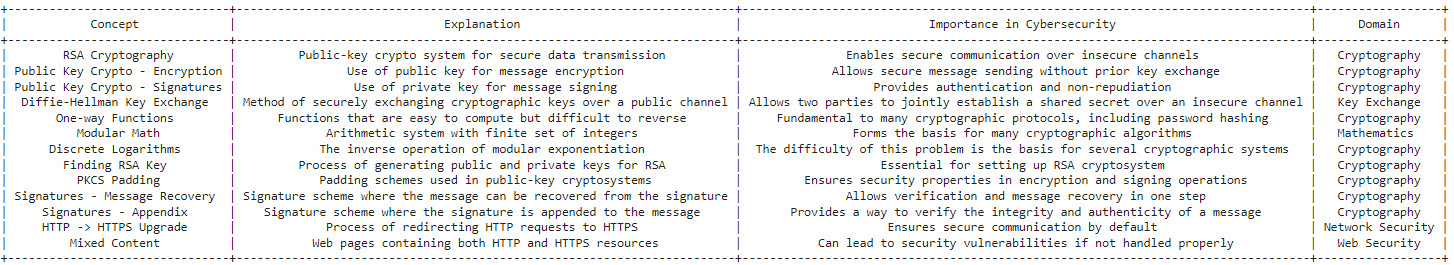 Concept | Explanation | Importance in Cybersecurity | Domain
RSA Cryptography | Public-key crypto system for secure data transmission | Enables secure communication over insecure channels | Cryptography
Public Key Crypto - Encryption | Use of public key for message encryption | Allows secure message sending without prior key exchange | Cryptography
Public Key Crypto - Signatures | Use of private key for message signing | Provides authentication and non-repudiation | Cryptography
Diffie-Hellman Key Exchange | Method of securely exchanging cryptographic keys over a public channel | Allows two parties to jointly establish a shared secret over an insecure channel | Key Exchange
One-way Functions | Functions that are easy to compute but difficult to reverse | Fundamental to many cryptographic protocols, including password hashing | Cryptography
Modular Math | Arithmetic system with finite set of integers | Forms the basis for many cryptographic algorithms | Mathematics
Discrete Logarithms | The inverse operation of modular exponentiation | The difficulty of this problem is the basis for several cryptographic systems | Cryptography
Finding RSA Key | Process of generating public and private keys for RSA | Essential for setting up RSA cryptosystem | Cryptography
PKCS Padding | Padding schemes used in public-key cryptosystems | Ensures security properties in encryption and signing operations | Cryptography
Signatures - Message Recovery | Signature scheme where the message can be recovered from the signature | Allows verification and message recovery in one step | Cryptography
Signatures - Appendix | Signature scheme where the signature is appended to the message | Provides a way to verify the integrity and authenticity of a message | Cryptography
HTTP -> HTTPS Upgrade | Process of redirecting HTTP requests to HTTPS | Ensures secure communication by default | Network Security
Mixed Content | Web pages containing both HTTP and HTTPS resources | Can lead to security vulnerabilities if not handled properly | Web Security